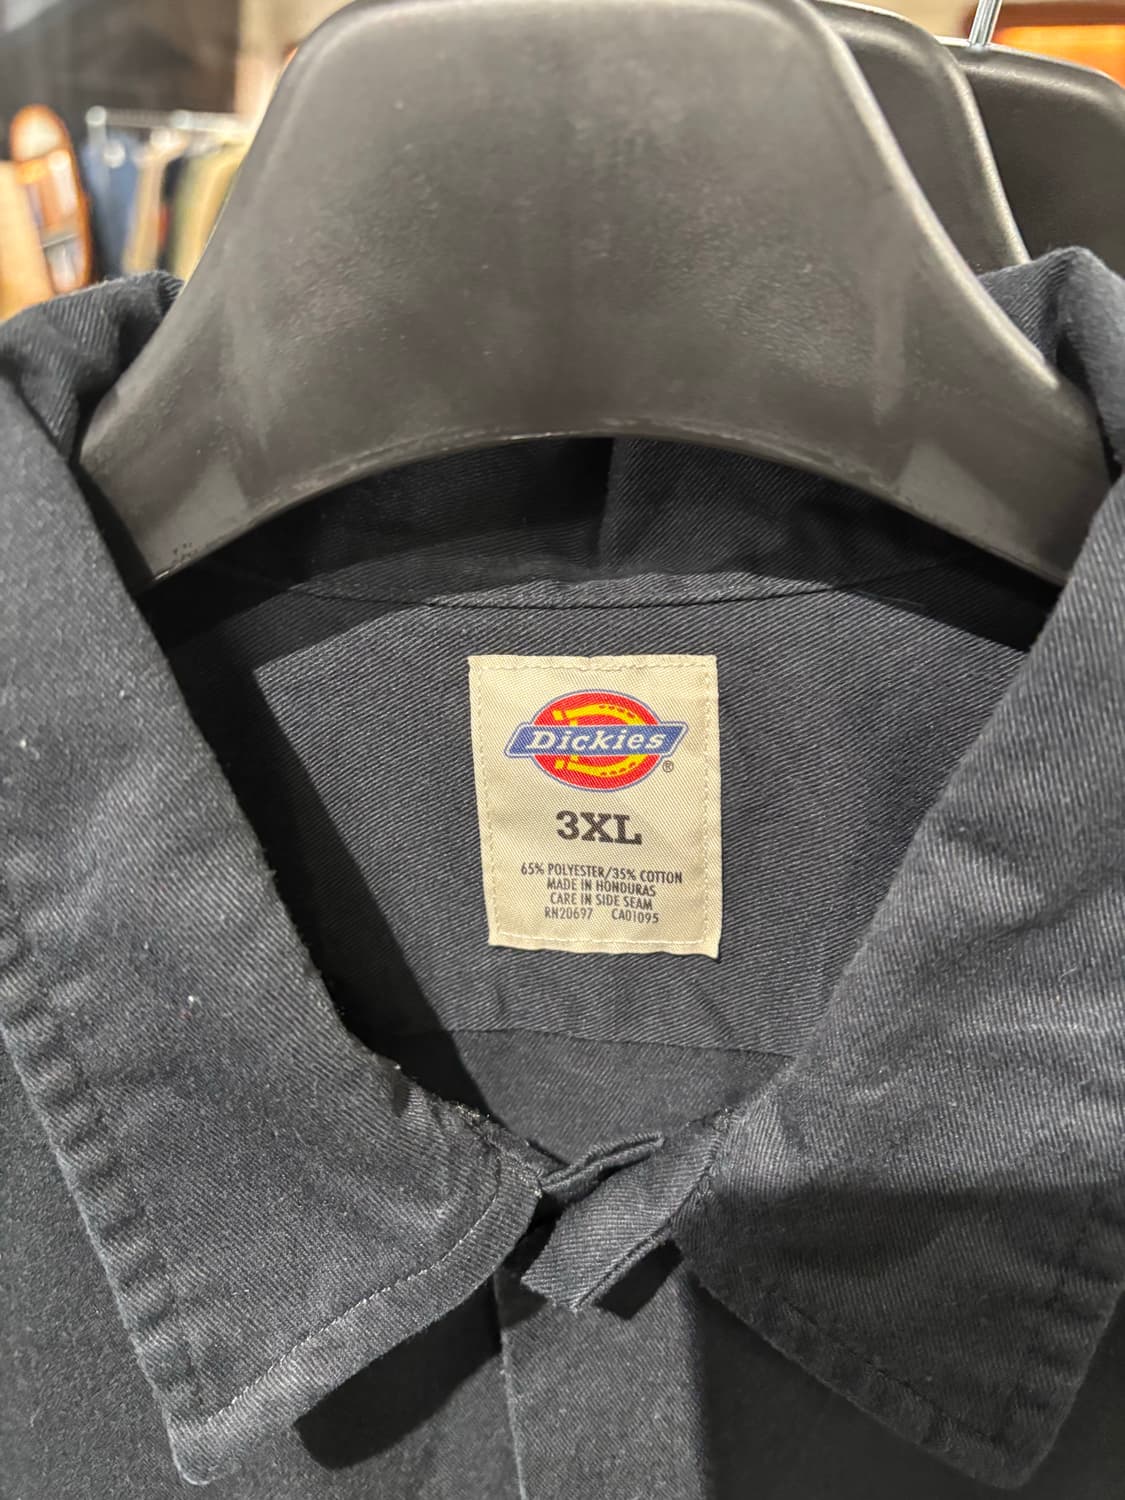 Dickies®
3XL
65% POLYESTER/35% COTTON
MADE IN HONDURAS
CARE IN SIDE SEAM
RN20697 CA01095